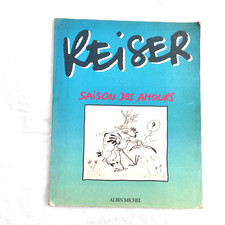 REISER
SAISON DES AMOURS
?
ALBIN MICHEL